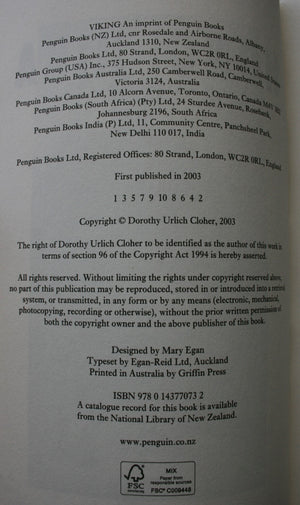 VIKING An imprint of Penguin Books
Penguin Books (NZ) Ltd, cnr Rosedale and Airborne Roads, Albany,
Auckland 1310, New Zealand
Penguin Books Ltd, 80 Strand, London, WC2R 0RL, England
Penguin Group (USA) Inc., 375 Hudson Street, New York, NY 10014, United States
Penguin Books Australia Ltd, 250 Camberwell Road, Camberwell,
Victoria 3124, Australia
Penguin Books Canada Ltd, 10 Alcorn Avenue, Toronto, Ontario, Canada M4V
Penguin Books (South Africa) (Pty) Ltd, 24 Sturdee Avenue, Rosebank,
Johannesburg 2196, South Africa
Penguin Books India (P) Ltd, 11, Community Centre, Panchsheel Park,
New Delhi 110 017, India
Penguin Books Ltd, Registered Offices: 80 Strand, London, WC2R 0RL, England
First published in 2003
1 3 5 7 9 10 8 6 4 2
Copyright © Dorothy Urlich Cloher, 2003
The right of Dorothy Urlich Cloher to be identified as the author of this work in
terms of section 96 of the Copyright Act 1994 is hereby asserted.
All rights reserved. Without limiting the rights under copyright reserved above,
no part of this publication may be reproduced, stored in or introduced into a retrieval
system, or transmitted, in any form or by any means (electronic, mechanical,
photocopying, recording or otherwise), without the prior written permission of
both the copyright owner and the above publisher of this book.
Designed by Mary Egan
Typeset by Egan-Reid Ltd, Auckland
Printed in Australia by Griffin Press
ISBN 978 0 14377073 2
A catalogue record for this book is available
from the National Library of New Zealand.
www.penguin.co.nz
FSC
www.fsc.org
MIX
Paper from
responsible sources
FSC® C009448